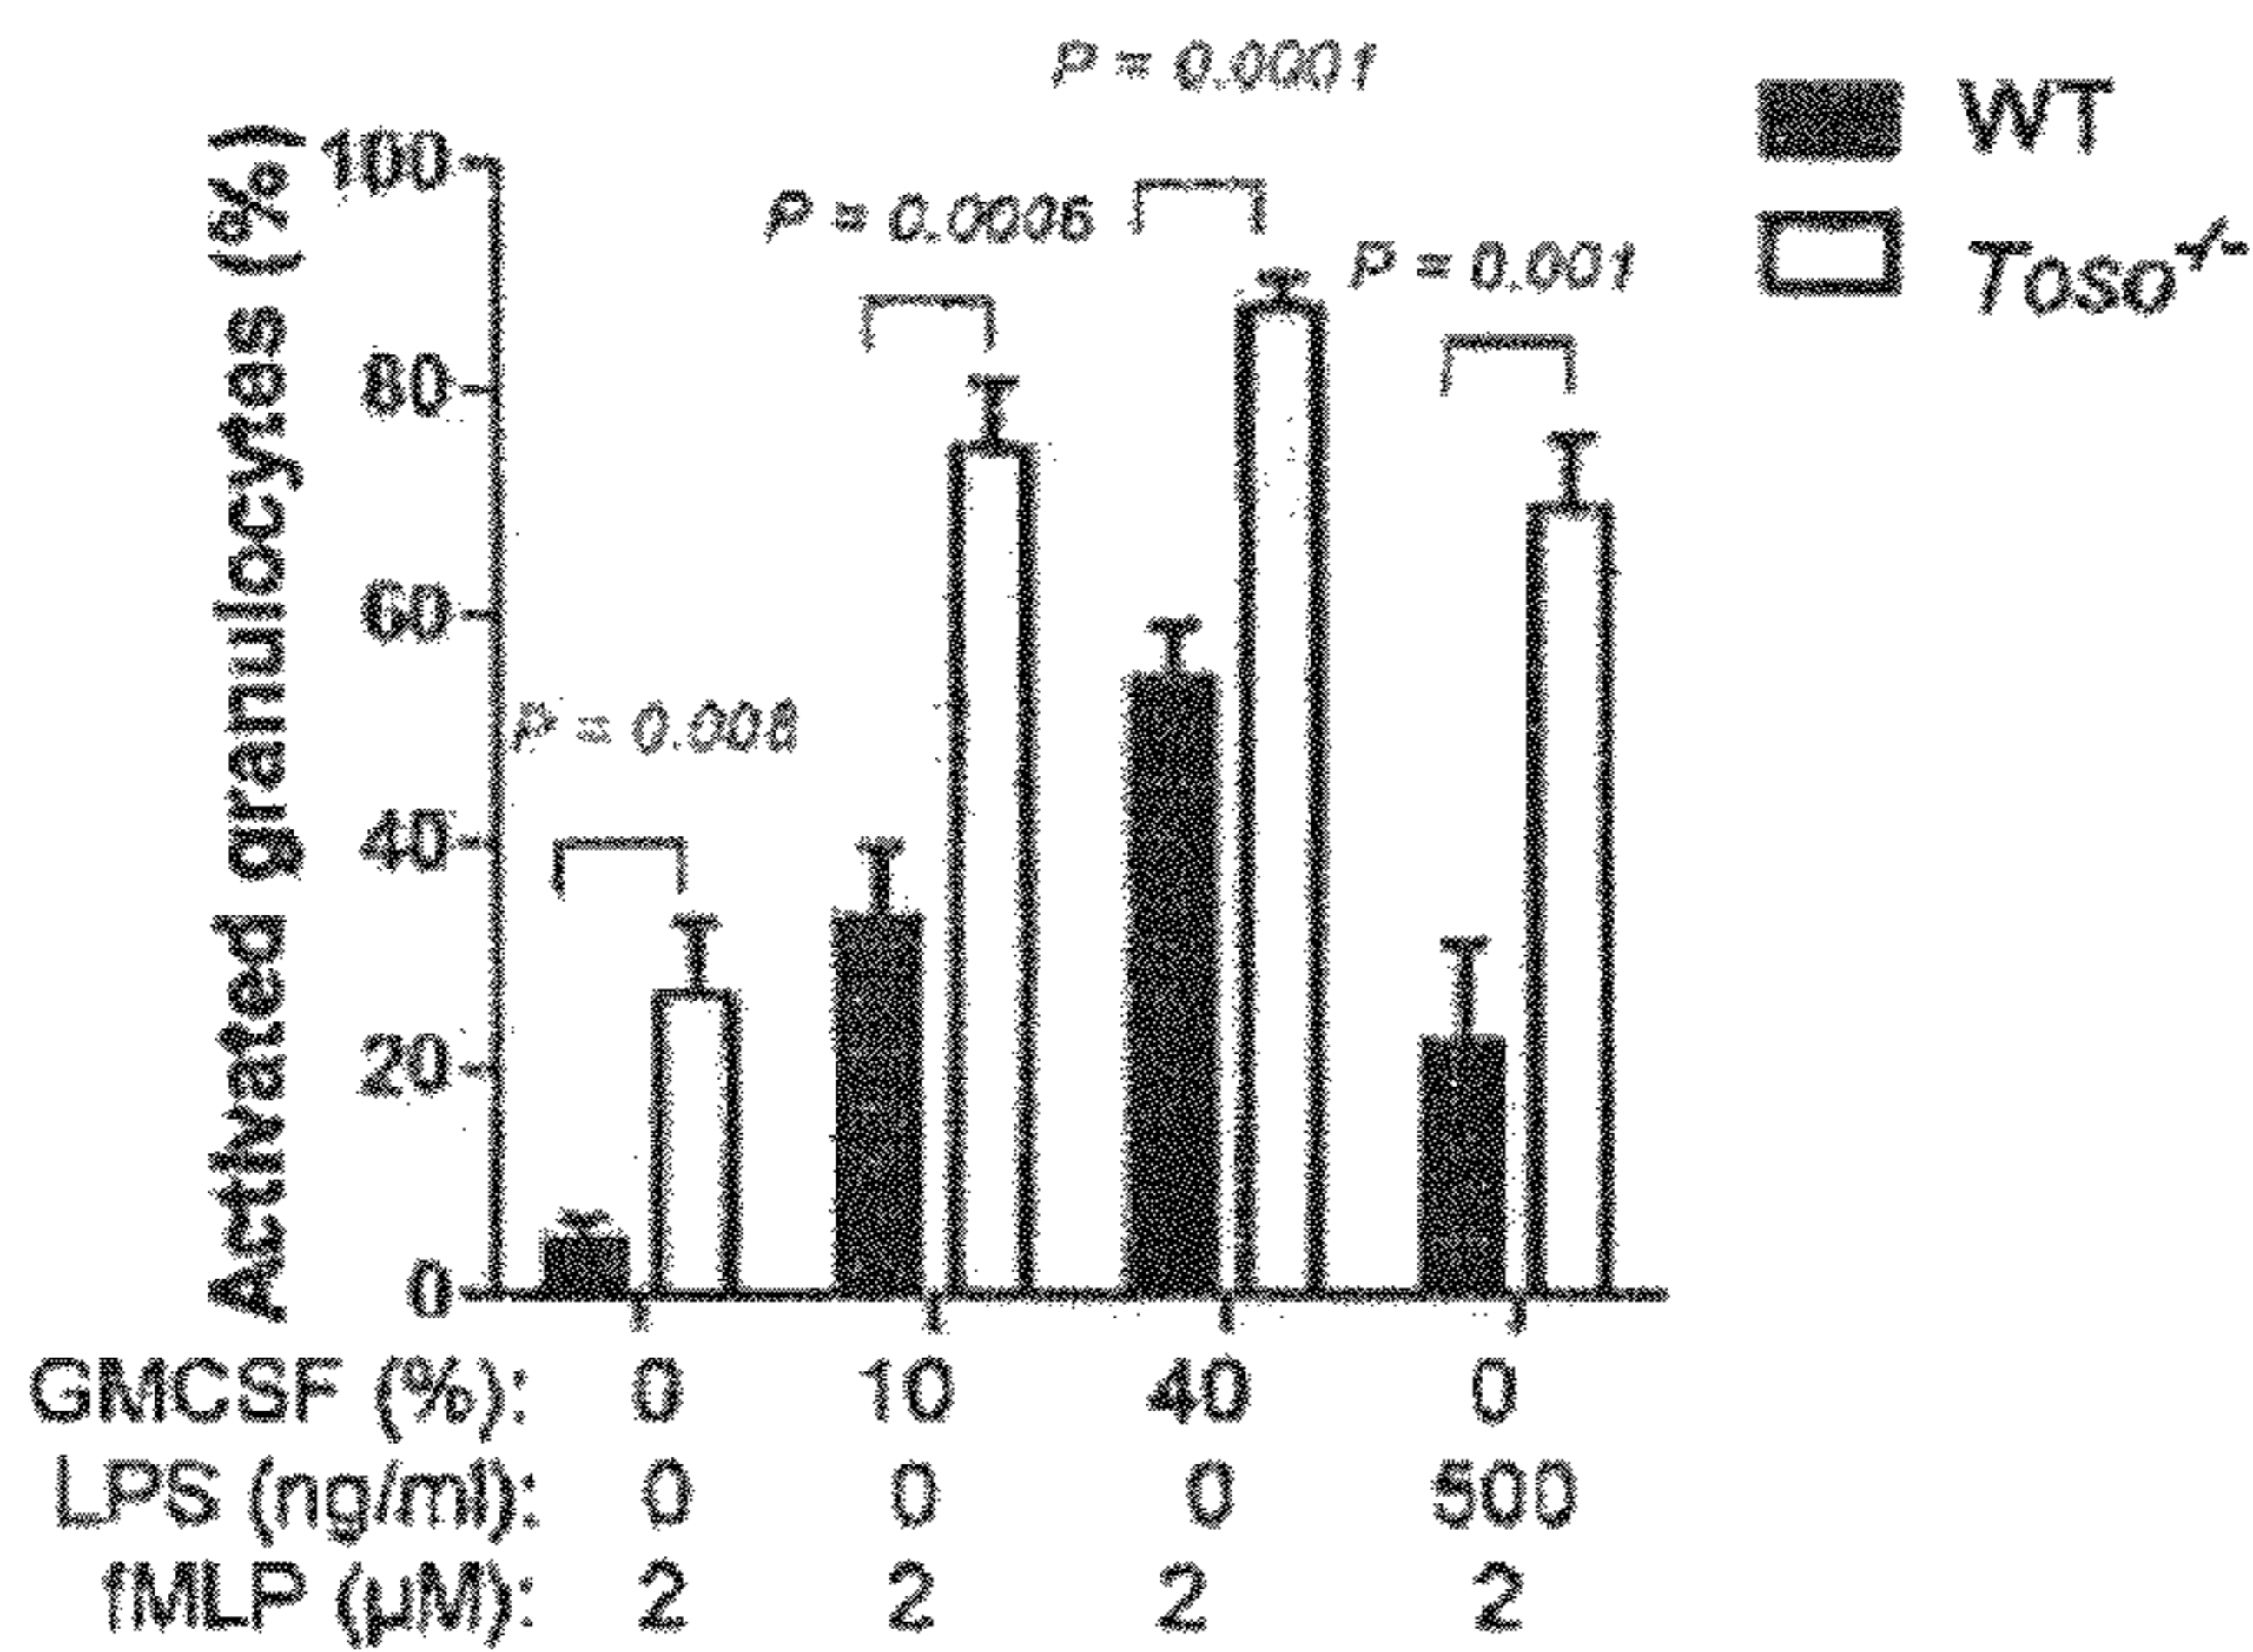 P = 0.0001
WT
Toso-/-
P = 0.0006
P = 0.001
P = 0.008
Activated granulocytes (%)
100
80
60
40
20
0
GMCSF (%): 0 10 40 0
LPS (ng/ml): 0 0 0 500
fMLP (µM): 2 2 2 2